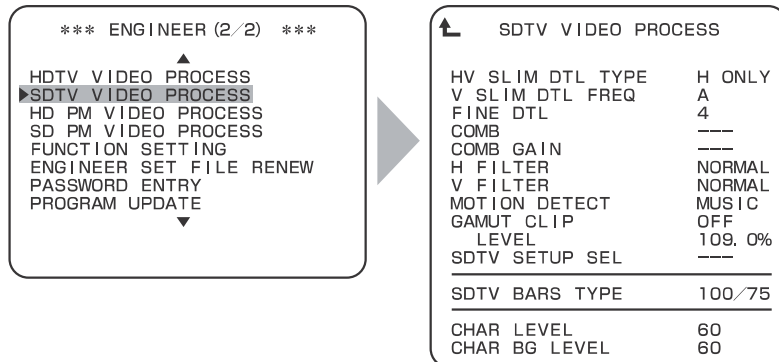 *** ENGINEER (2/2) ***
▲
HDTV VIDEO PROCESS
▶SDTV VIDEO PROCESS
HD PM VIDEO PROCESS
SD PM VIDEO PROCESS
FUNCTION SETTING
ENGINEER SET FILE RENEW
PASSWORD ENTRY
PROGRAM UPDATE
▼
SDTV VIDEO PROCESS
HV SLIM DTL TYPE H ONLY
V SLIM DTL FREQ A
FINE DTL 4
COMB ---
COMB GAIN ---
H FILTER NORMAL
V FILTER NORMAL
MOTION DETECT MUSIC
GAMUT CLIP OFF
LEVEL 109. 0%
SDTV SETUP SEL ---
SDTV BARS TYPE 100/75
CHAR LEVEL 60
CHAR BG LEVEL 60